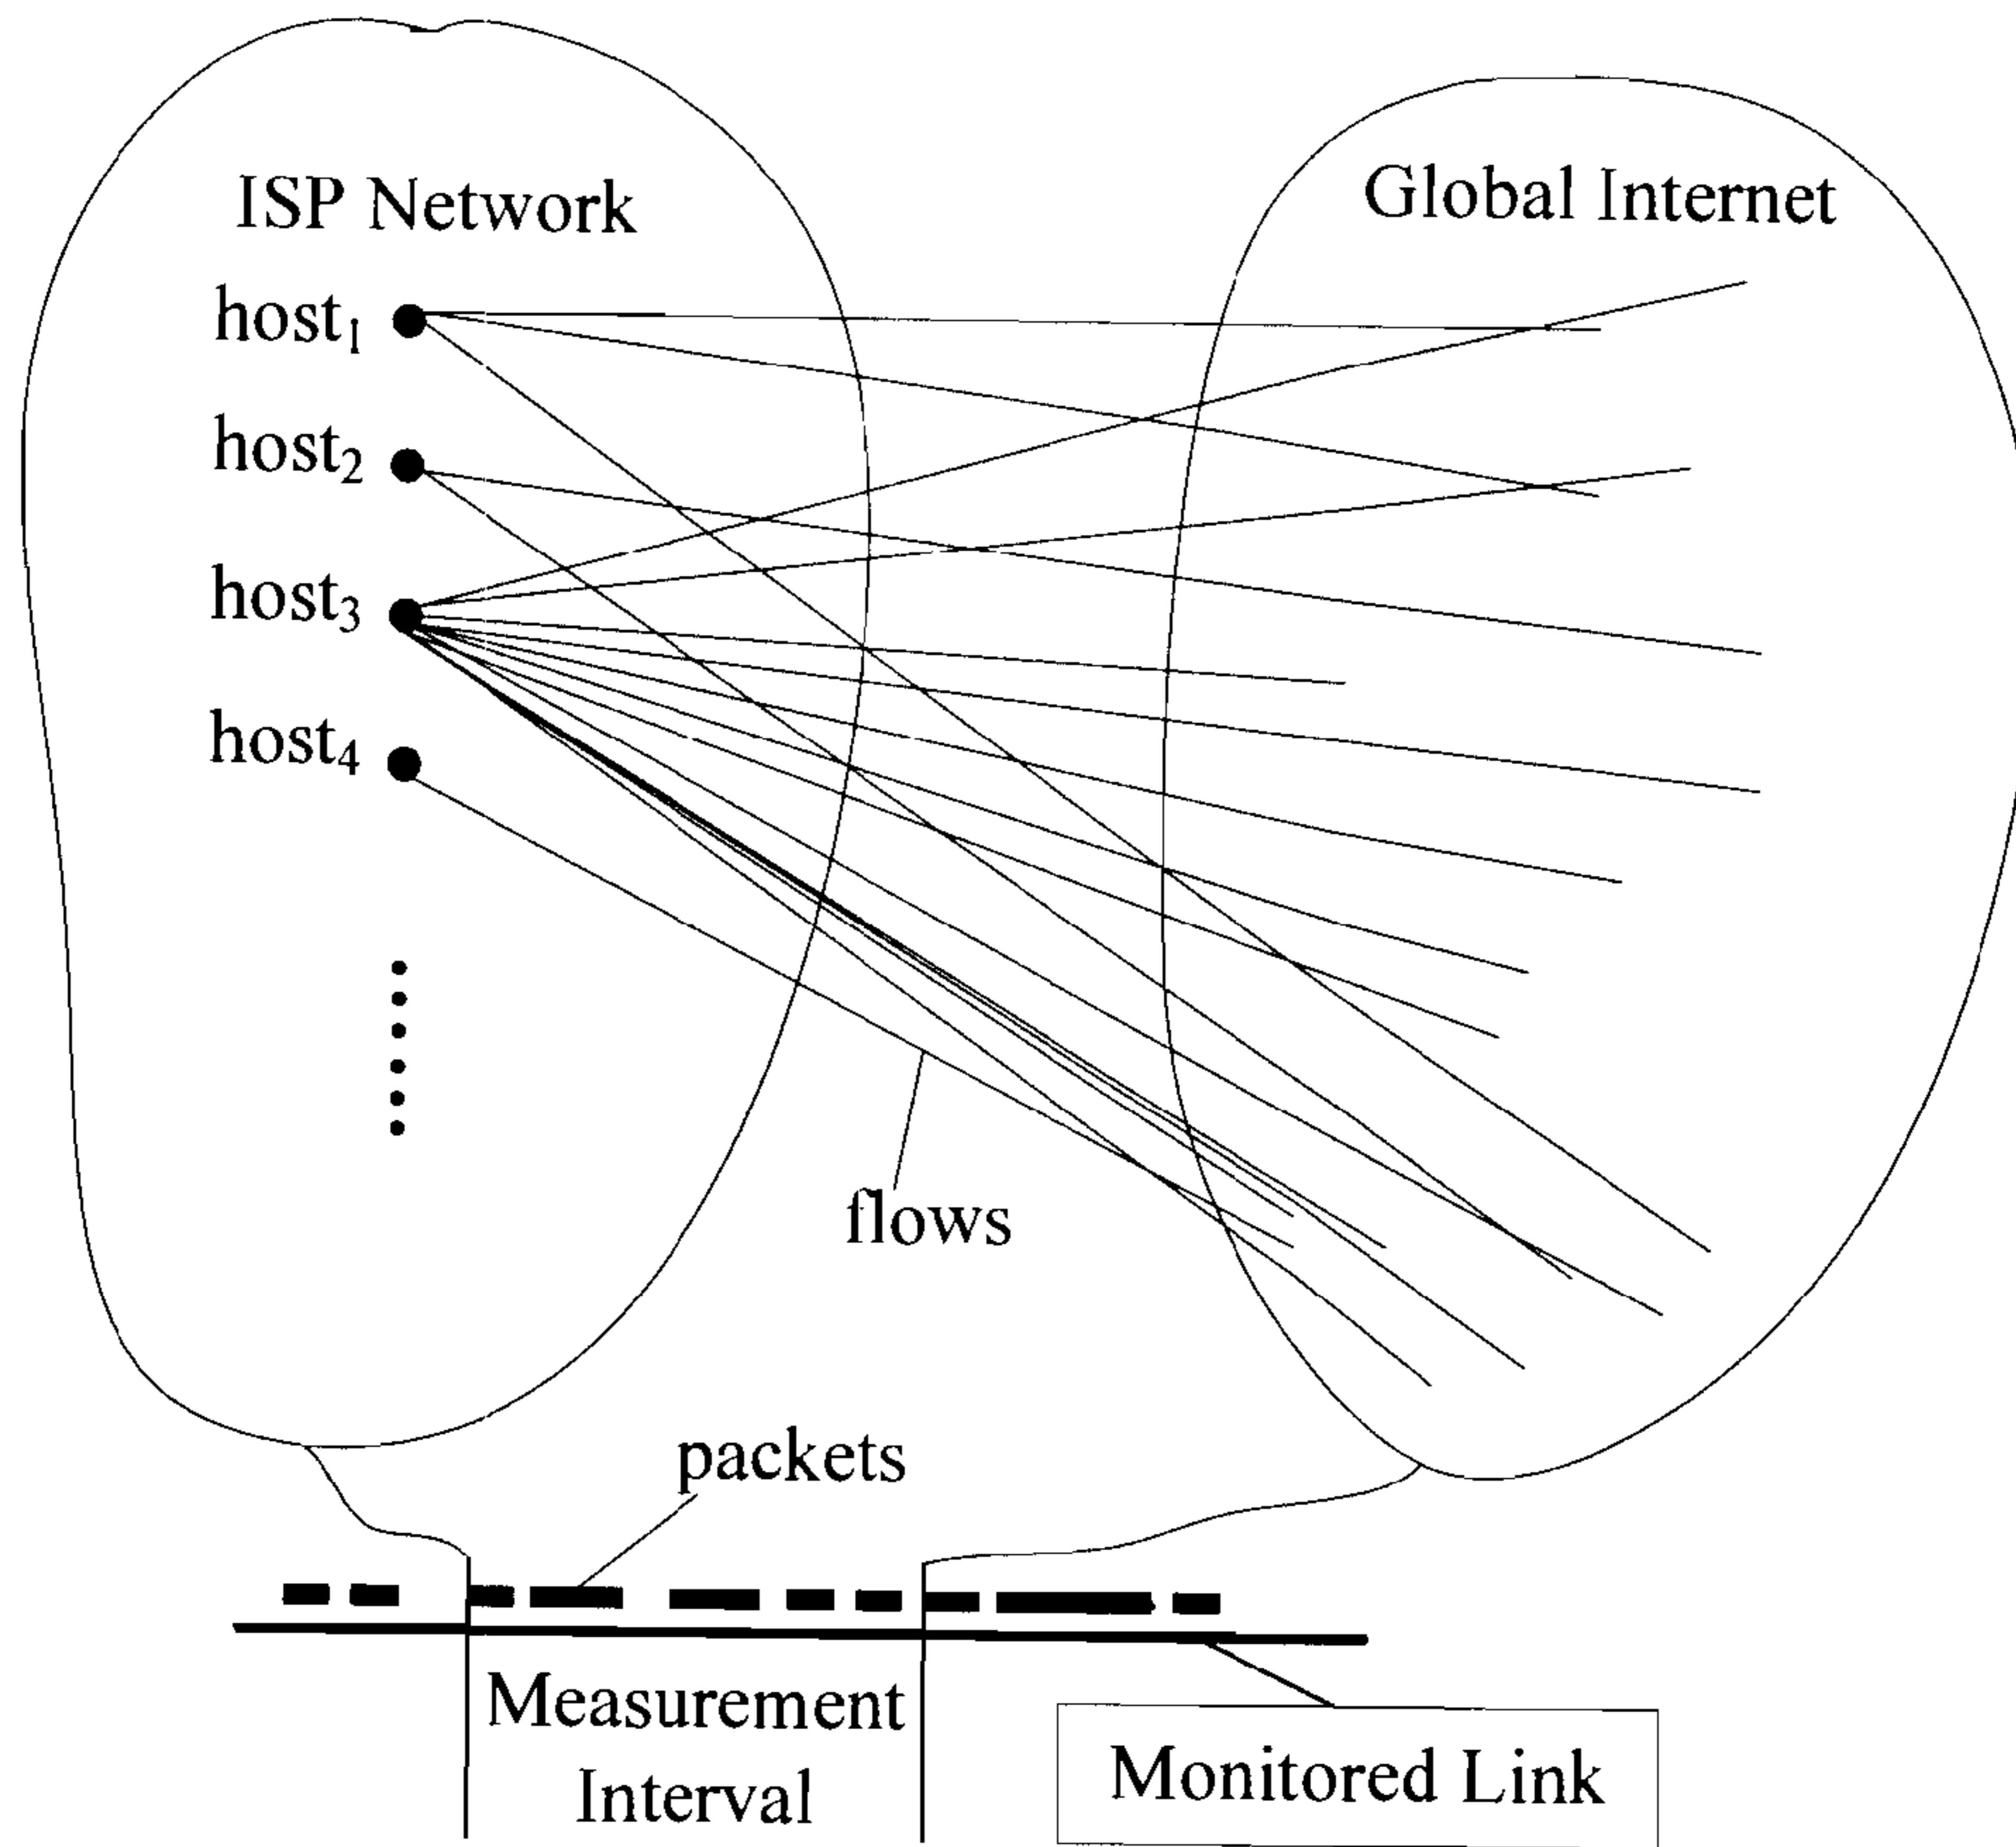 ISP Network
Global Internet
host1
host2
host3
host4
flows
packets
Measurement
Interval
Monitored Link